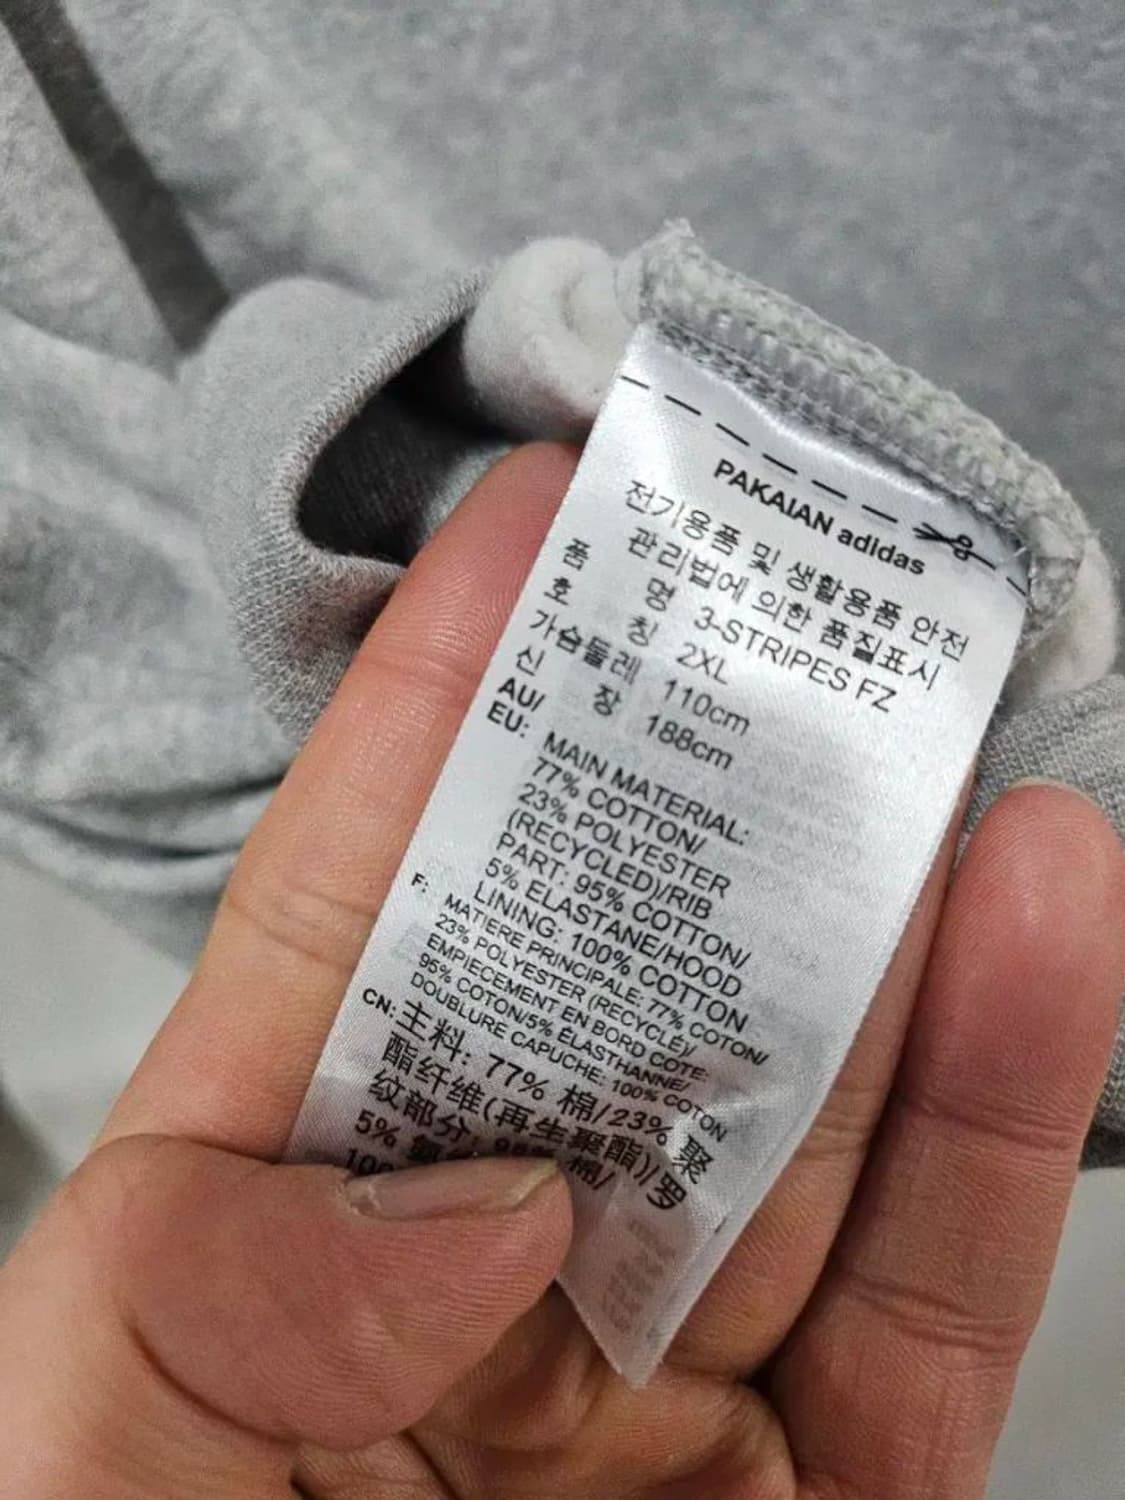 PAKAIAN adidas
전기용품 및 생활용품 안전
관리법에 의한 품질표시
품 명 3-STRIPES FZ
호 칭 2XL
가슴둘레 110cm
신 장 188cm
AU/
EU: MAIN MATERIAL:
77% COTTON/
23% POLYESTER
(RECYCLED)/RIB
PART: 95% COTTON/
5% ELASTANE/HOOD
LINING: 100% COTTON
F: MATIERE PRINCIPALE: 77% COTON/
23% POLYESTER (RECYCLÉ)/
EMPIECEMENT EN BORD COTE:
95% COTON/5% ÉLASTHANNE/
DOUBLURE CAPUCHE: 100% COTON
CN: 主料: 77% 棉/23% 聚
酯纤维(再生聚酯)/罗
纹部分: 棉/
5% 氨
100